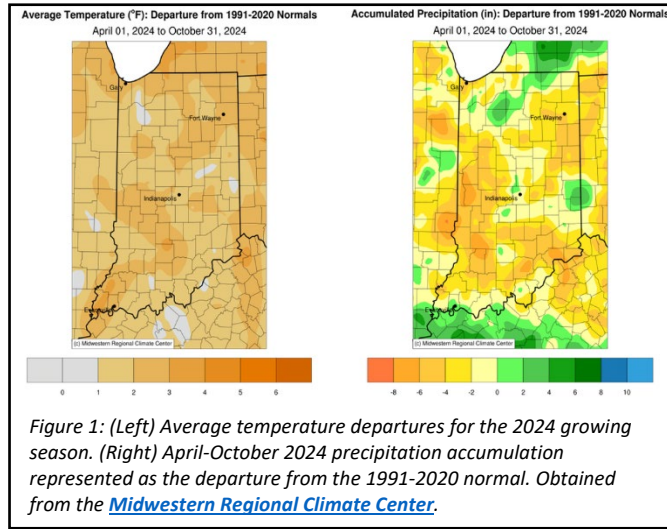 Average Temperature (°F): Departure from 1991-2020 Normals
April 01, 2024 to October 31, 2024
Gary
Fort Wayne
Indianapolis
(c) Midwestern Regional Climate Center
0 1 2 3 4 5 6
Accumulated Precipitation (in): Departure from 1991-2020 Normals
April 01, 2024 to October 31, 2024
Gary
Fort Wayne
Indianapolis
(c) Midwestern Regional Climate Center
-8 -6 -4 -2 0 2 4 6 8 10
Figure 1: (Left) Average temperature departures for the 2024 growing
season. (Right) April-October 2024 precipitation accumulation
represented as the departure from the 1991-2020 normal. Obtained
from the Midwestern Regional Climate Center.